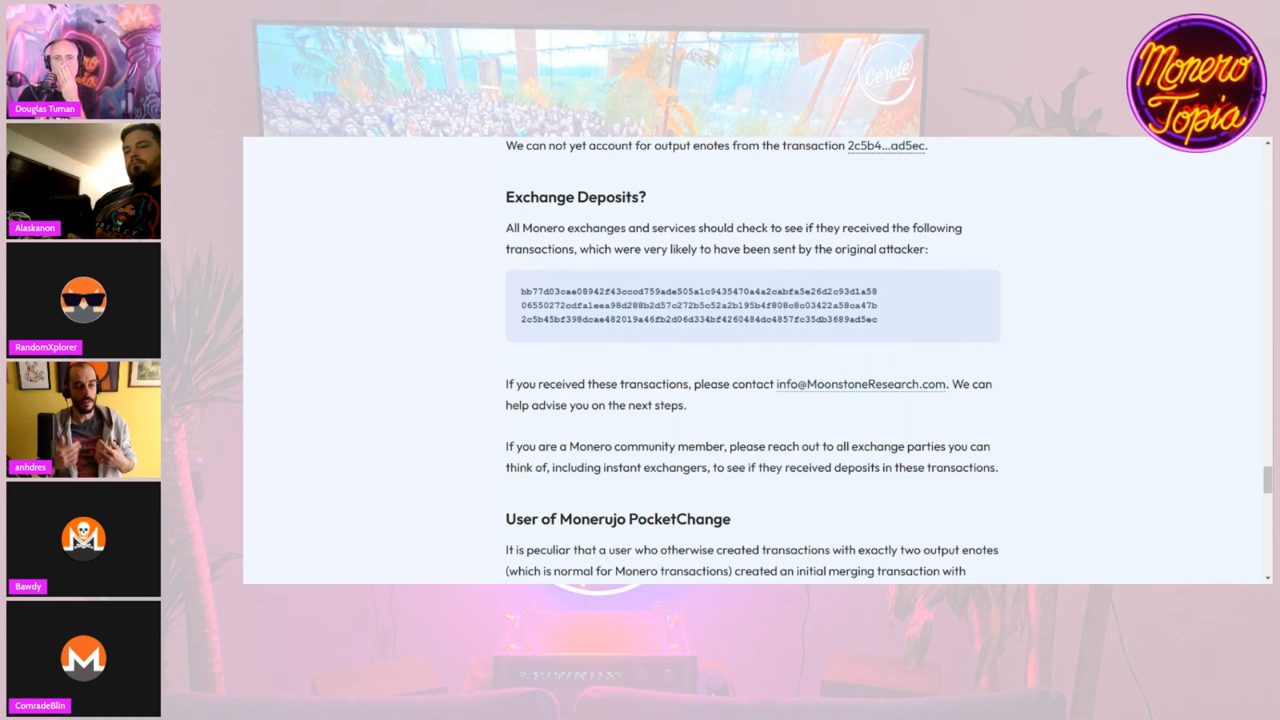 Douglas Tuman
Alaskanon
RandomXplorer
anhdres
Bawdy
ComradeBlin
Cercle
Monero
Topia
We can not yet account for output enotes from the transaction 2c5b4...ad5ec.
Exchange Deposits?
All Monero exchanges and services should check to see if they received the following
transactions, which were very likely to have been sent by the original attacker:
bb77d03cae08942f43cccd759ade505a1c9435470a4a2cabfa5e26d2c93d1a58
06550272cdfa1eea98d288b2d57c272b5c52a2b195b4f808c8c03422a58ca47b
2c5b45bf398dcae482019a46fb2d06d334bf4260484dc4857fc35db3689ad5ec
If you received these transactions, please contact info@MoonstoneResearch.com. We can
help advise you on the next steps.
If you are a Monero community member, please reach out to all exchange parties you can
think of, including instant exchangers, to see if they received deposits in these transactions.
User of Monerujo PocketChange
It is peculiar that a user who otherwise created transactions with exactly two output enotes
(which is normal for Monero transactions) created an initial merging transaction with